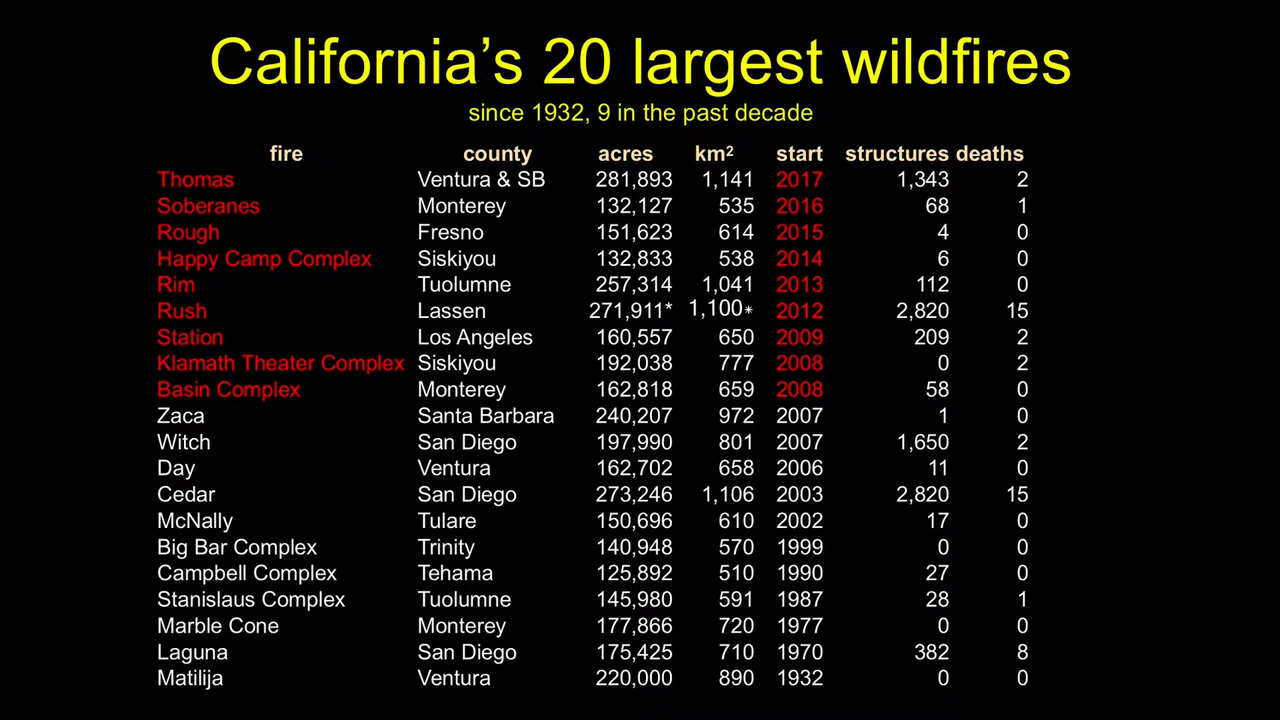 California's 20 largest wildfires
since 1932, 9 in the past decade
fire county acres km² start structures deaths
Thomas Ventura & SB 281,893 1,141 2017 1,343 2
Soberanes Monterey 132,127 535 2016 68 1
Rough Fresno 151,623 614 2015 4 0
Happy Camp Complex Siskiyou 132,833 538 2014 6 0
Rim Tuolumne 257,314 1,041 2013 112 0
Rush Lassen 271,911* 1,100* 2012 2,820 15
Station Los Angeles 160,557 650 2009 209 2
Klamath Theater Complex Siskiyou 192,038 777 2008 0 2
Basin Complex Monterey 162,818 659 2008 58 0
Zaca Santa Barbara 240,207 972 2007 1 0
Witch San Diego 197,990 801 2007 1,650 2
Day Ventura 162,702 658 2006 11 0
Cedar San Diego 273,246 1,106 2003 2,820 15
McNally Tulare 150,696 610 2002 17 0
Big Bar Complex Trinity 140,948 570 1999 0 0
Campbell Complex Tehama 125,892 510 1990 27 0
Stanislaus Complex Tuolumne 145,980 591 1987 28 1
Marble Cone Monterey 177,866 720 1977 0 0
Laguna San Diego 175,425 710 1970 382 8
Matilija Ventura 220,000 890 1932 0 0